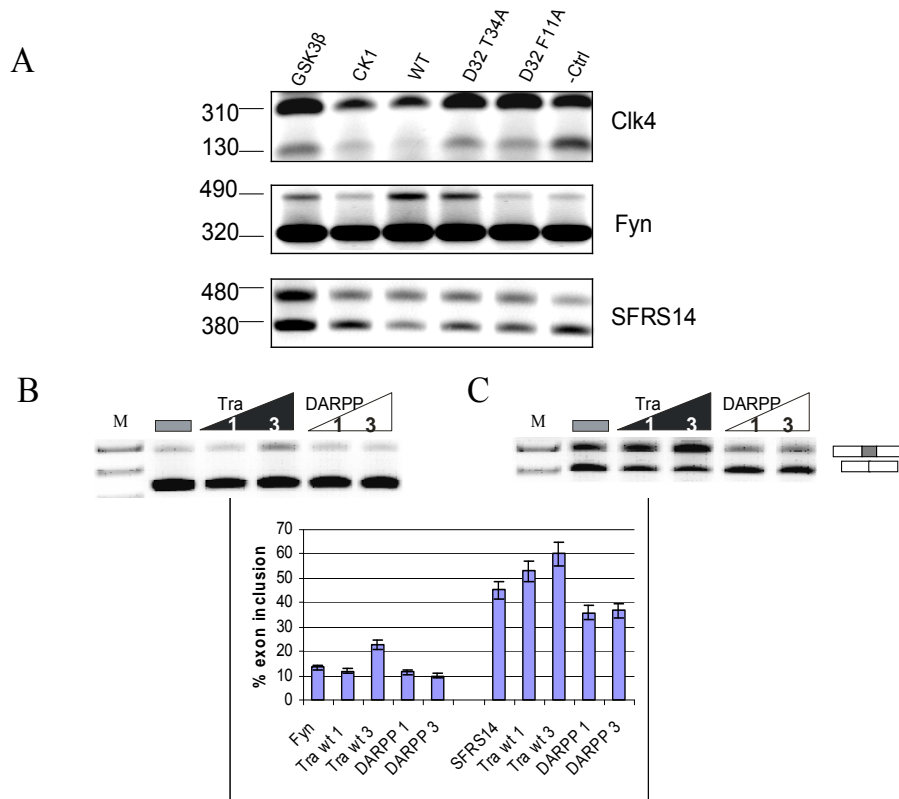 A
GSK3β CK1 WT D32 T34A D32 F11A -Ctrl
310
130
Clk4
490
320
Fyn
480
380
SFRS14
B
M Tra 1 3 DARPP 1 3
C
M Tra 1 3 DARPP 1 3
% exon inclusion
70
60
50
40
30
20
10
0
Fyn Tra wt 1 Tra wt 3 DARPP 1 DARPP 3 SFRS14 Tra wt 1 Tra wt 3 DARPP 1 DARPP 3